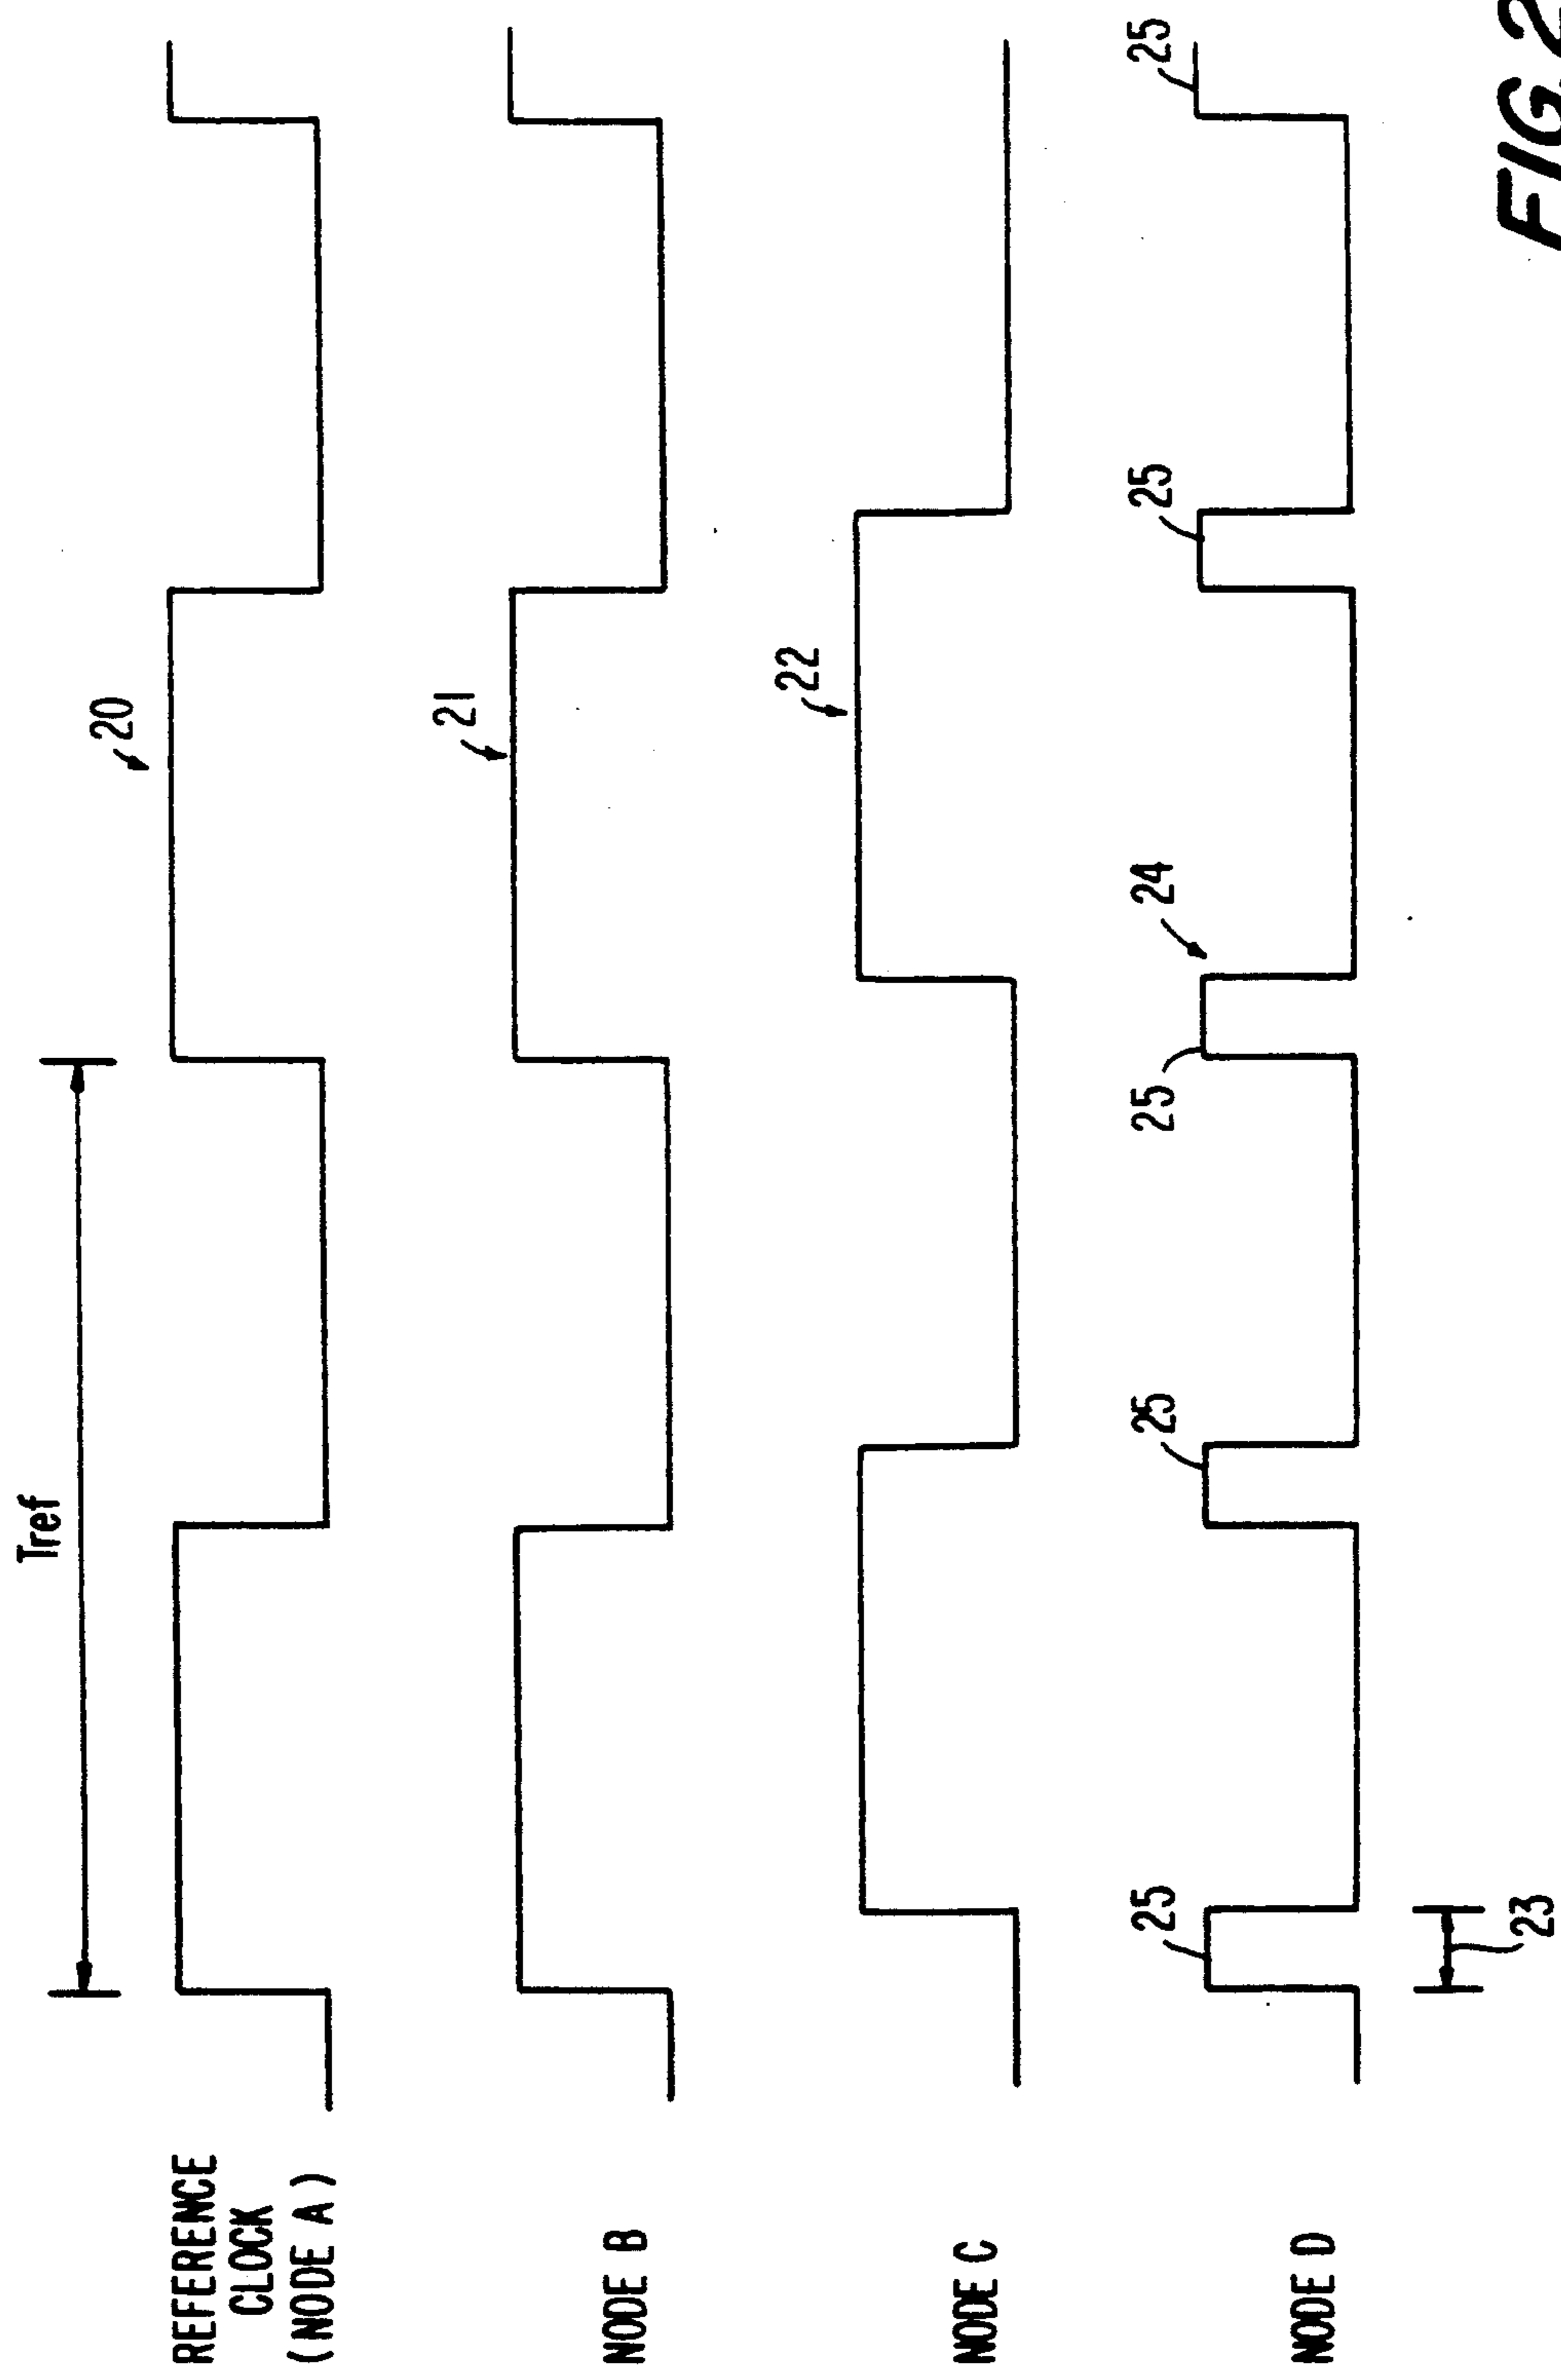 Tref
20
REFERENCE
CLOCK
(NODE A)
21
NODE B
22
NODE C
25
25
24
25
25
25
NODE D
23
FIG.2